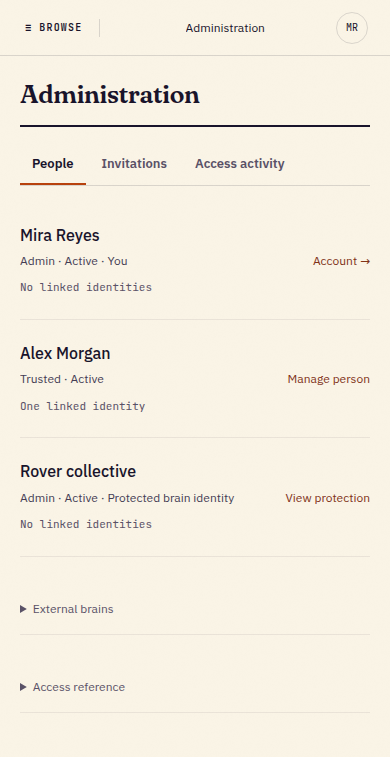 ≡ BROWSE
Administration
MR
Administration
People
Invitations
Access activity
Mira Reyes
Admin · Active · You
Account →
No linked identities
Alex Morgan
Trusted · Active
Manage person
One linked identity
Rover collective
Admin · Active · Protected brain identity
View protection
No linked identities
▶ External brains
▶ Access reference